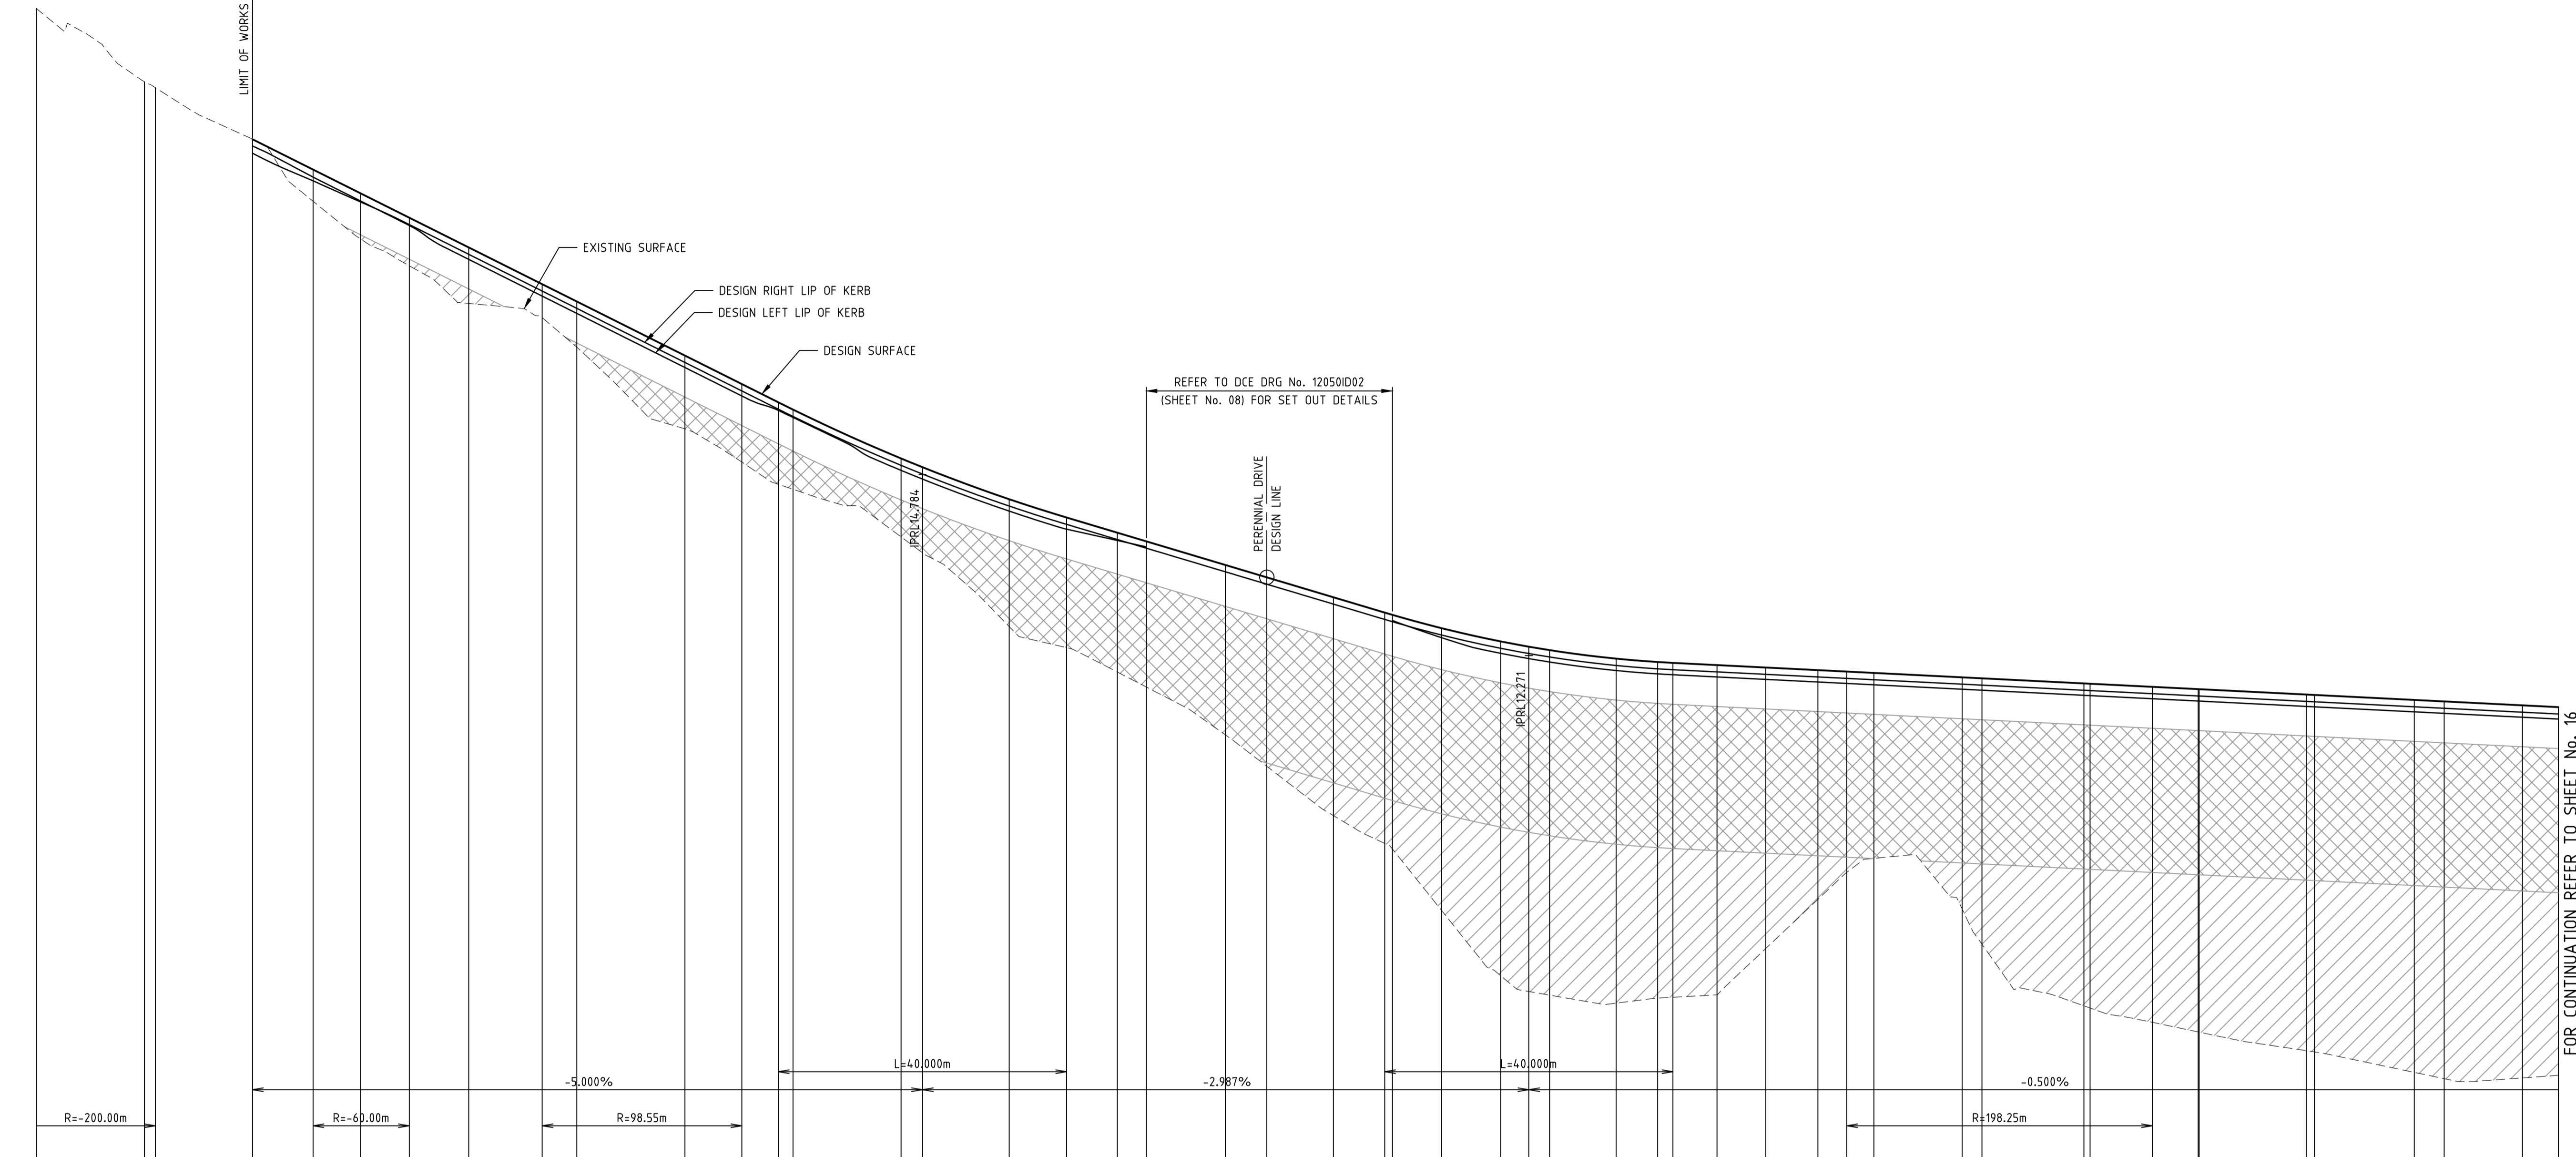 LIMIT OF WORKS
EXISTING SURFACE
DESIGN RIGHT LIP OF KERB
DESIGN LEFT LIP OF KERB
DESIGN SURFACE
REFER TO DCE DRG No. 12050ID02
(SHEET No. 08) FOR SET OUT DETAILS
PERENNIAL DRIVE
DESIGN LINE
IPRL14.784
IPRL12.271
FOR CONTINUATION REFER TO SHEET No. 16
L=40.000m
L=40.000m
-5.000%
-2.987%
-0.500%
R=-200.00m
R=-60.00m
R=98.55m
R=198.25m